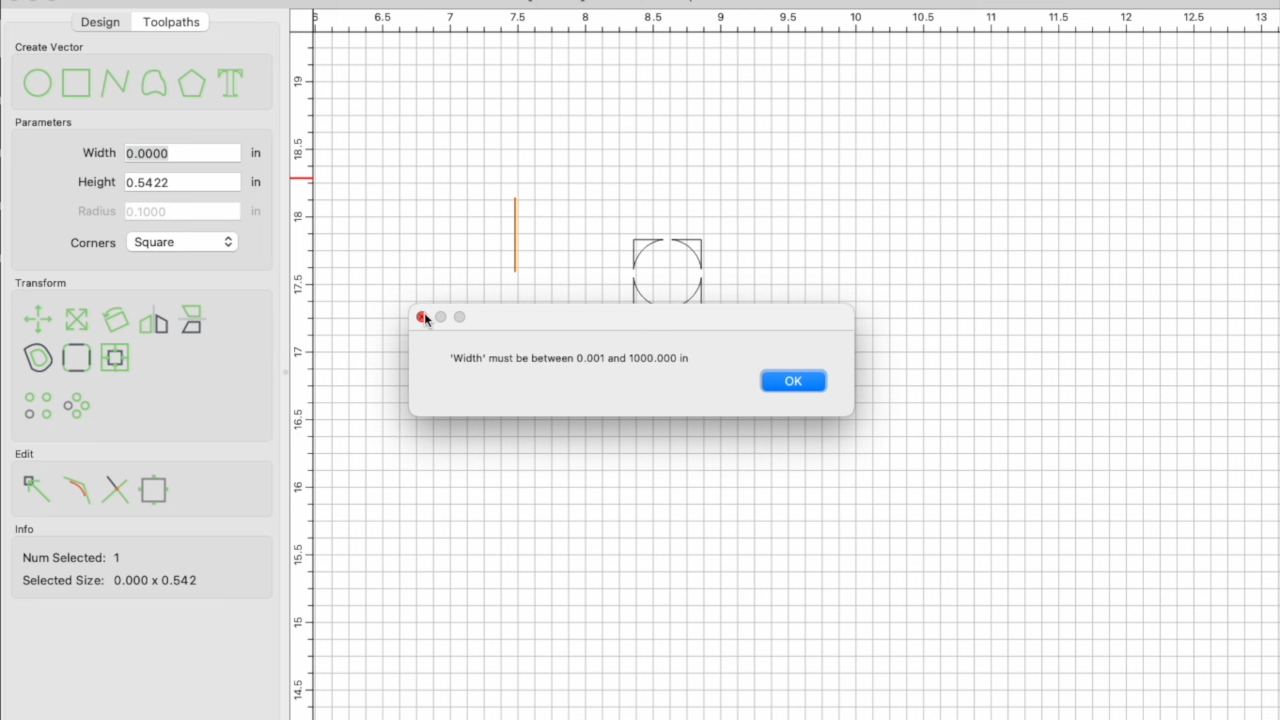 Design Toolpaths
Create Vector
Parameters
Width 0.0000 in
Height 0.5422 in
Radius 0.1000 in
Corners Square
Transform
Edit
Info
Num Selected: 1
Selected Size: 0.000 x 0.542
6 6.5 7 7.5 8 8.5 9 9.5 10 10.5 11 11.5 12 12.5 13
19
18.5
18
17.5
17
16.5
16
15.5
15
14.5
'Width' must be between 0.001 and 1000.000 in
OK